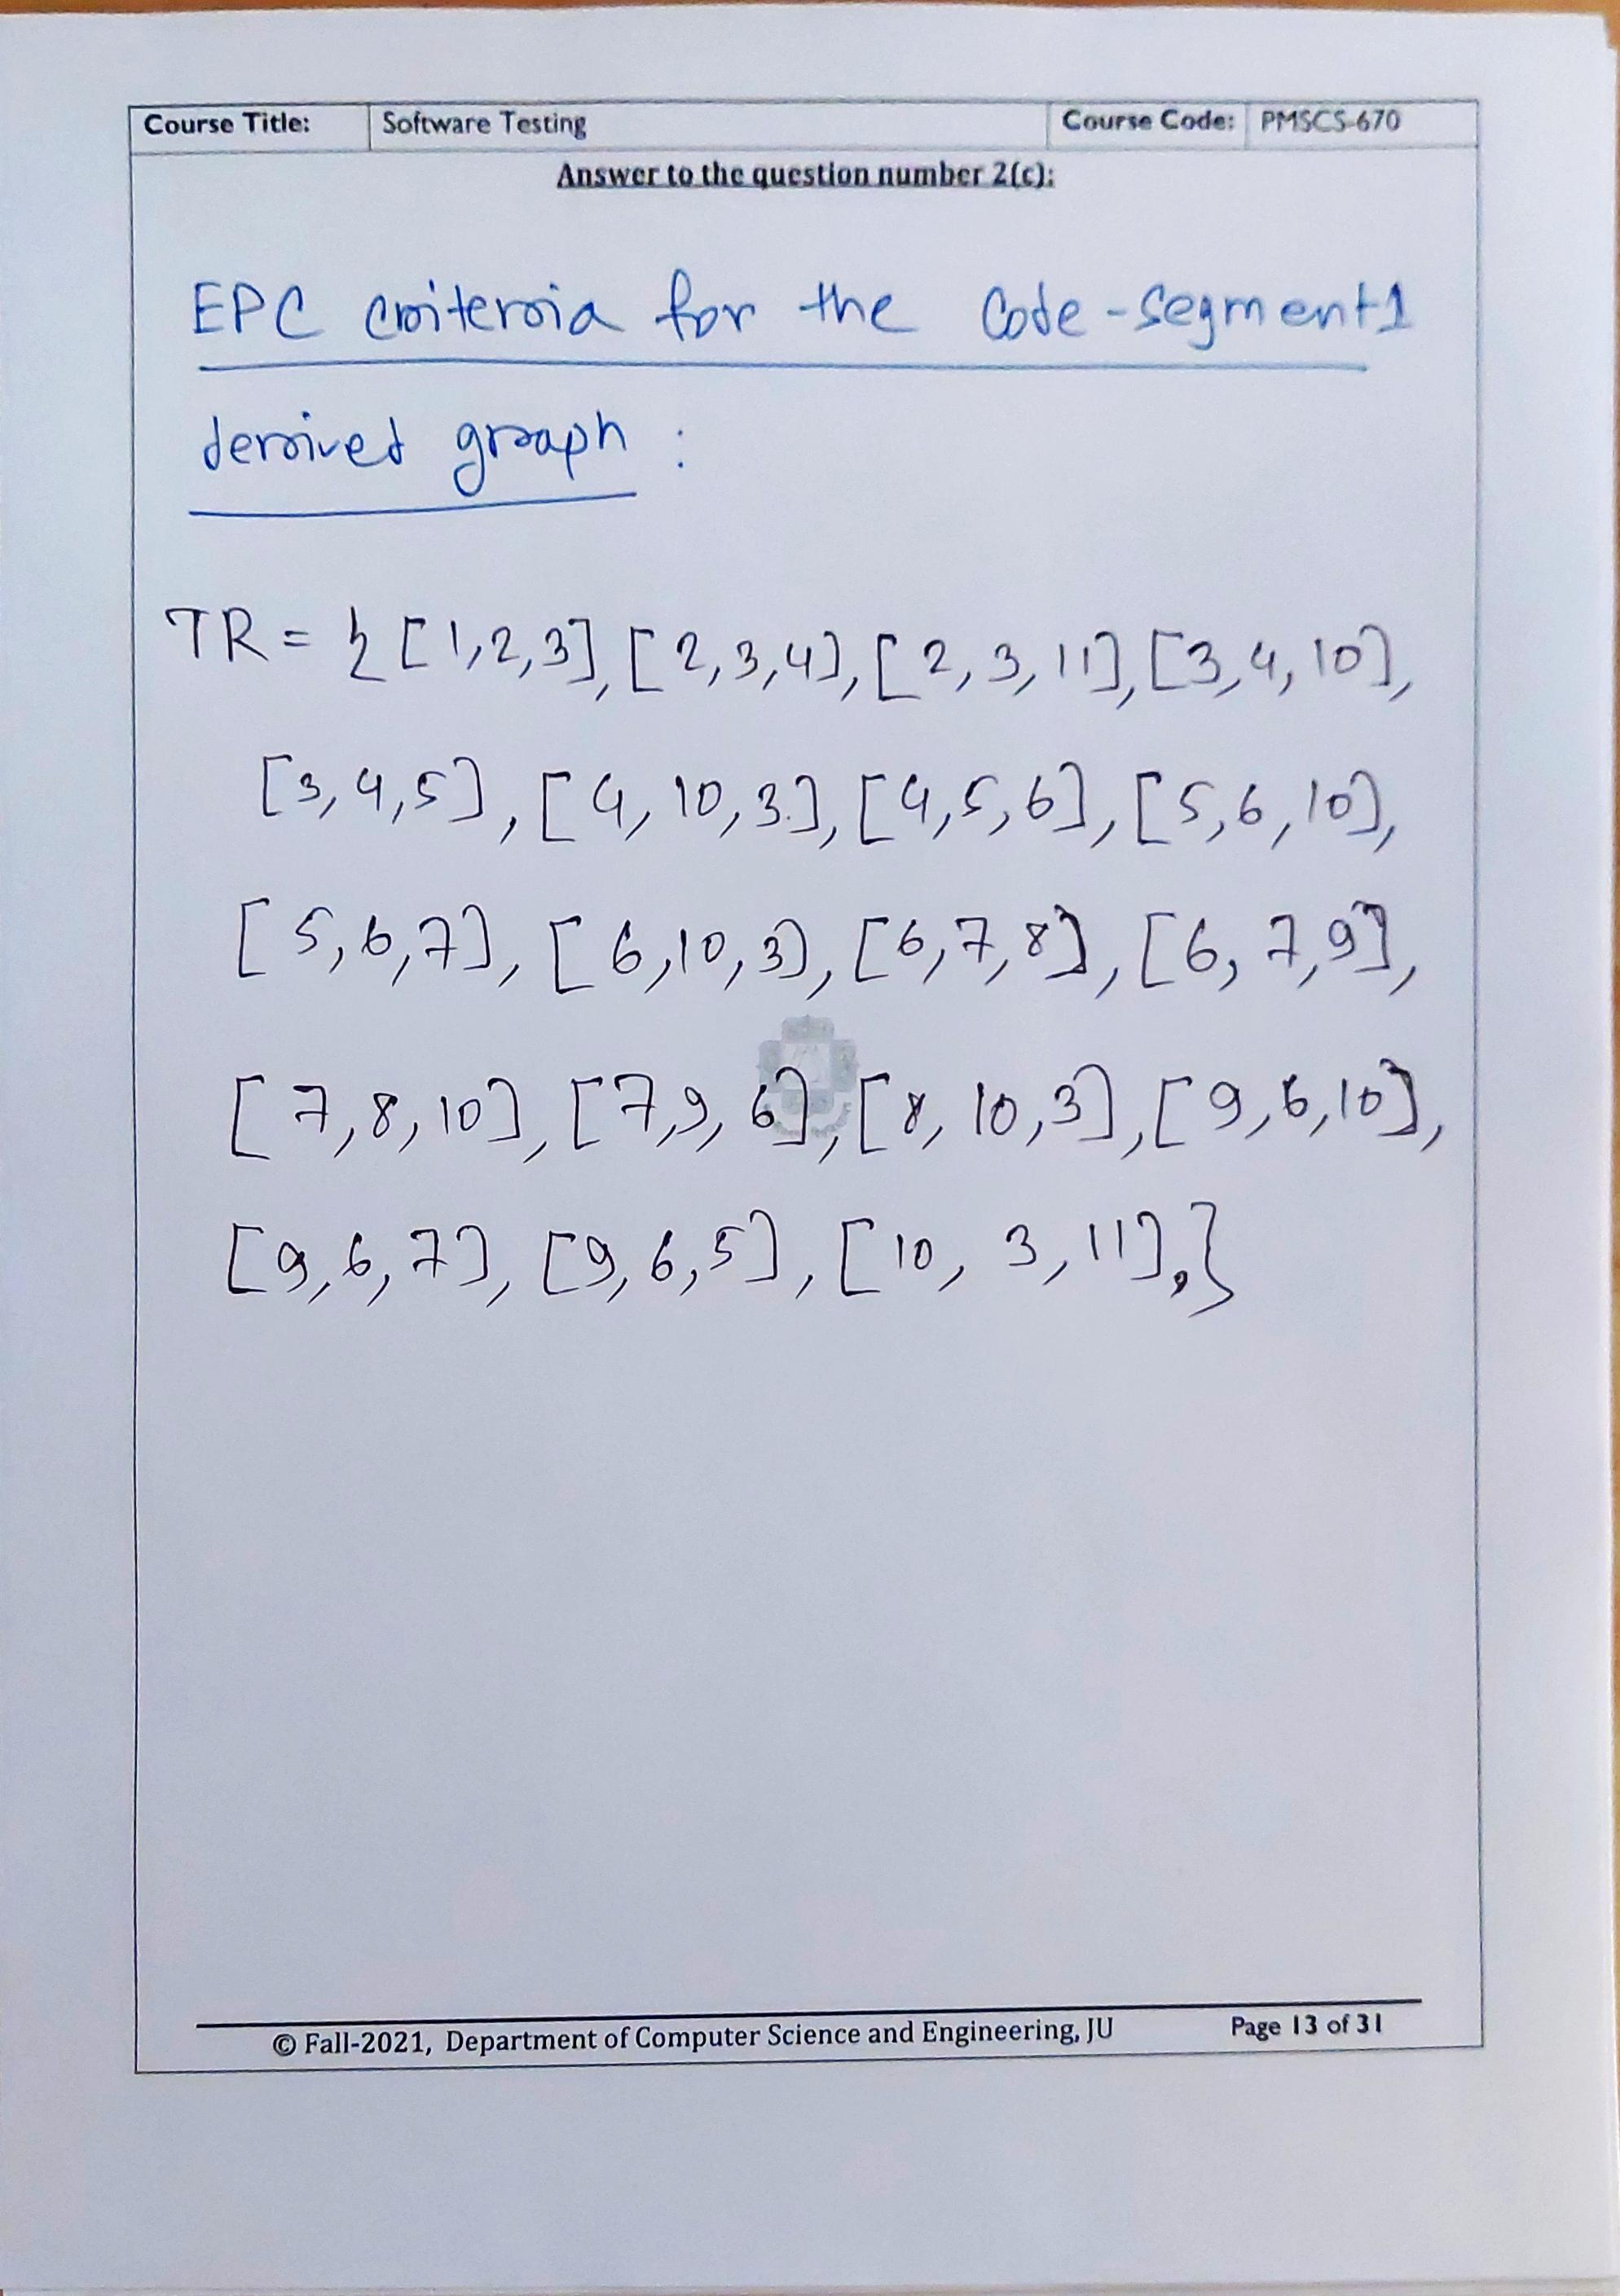 Course Title: Software Testing Course Code: PMSCS-670
Answer to the question number 2(c):
EPC criteria for the Code-Segment1
derived graph :
TR = { [1,2,3], [2,3,4], [2,3,11], [3,4,10],
[3,4,5], [4,10,3], [4,5,6], [5,6,10],
[5,6,7], [6,10,3], [6,7,8], [6,7,9],
[7,8,10], [7,9,6], [8,10,3], [9,6,10],
[9,6,7], [9,6,5], [10,3,11], }
© Fall-2021, Department of Computer Science and Engineering, JU Page 13 of 31